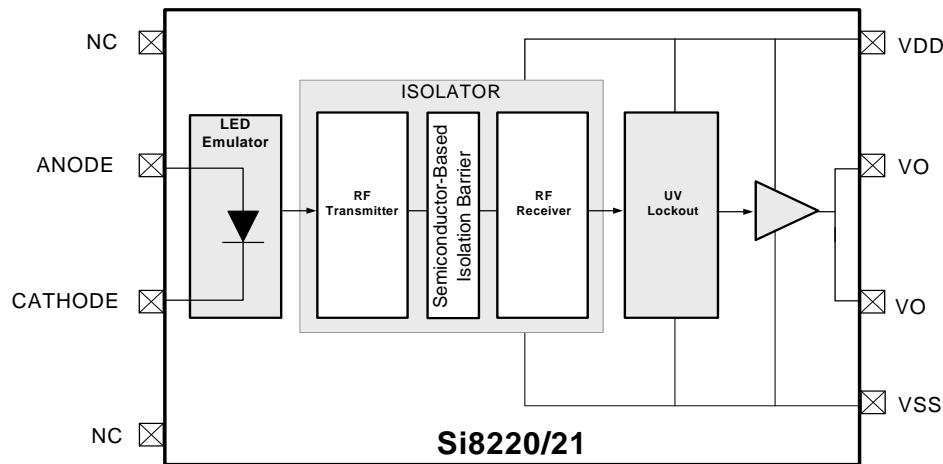 NC
VDD
ISOLATOR
LED
Emulator
ANODE
RF
Transmitter
Semiconductor-Based
Isolation Barrier
RF
Receiver
UV
Lockout
VO
CATHODE
VO
VSS
NC
Si8220/21